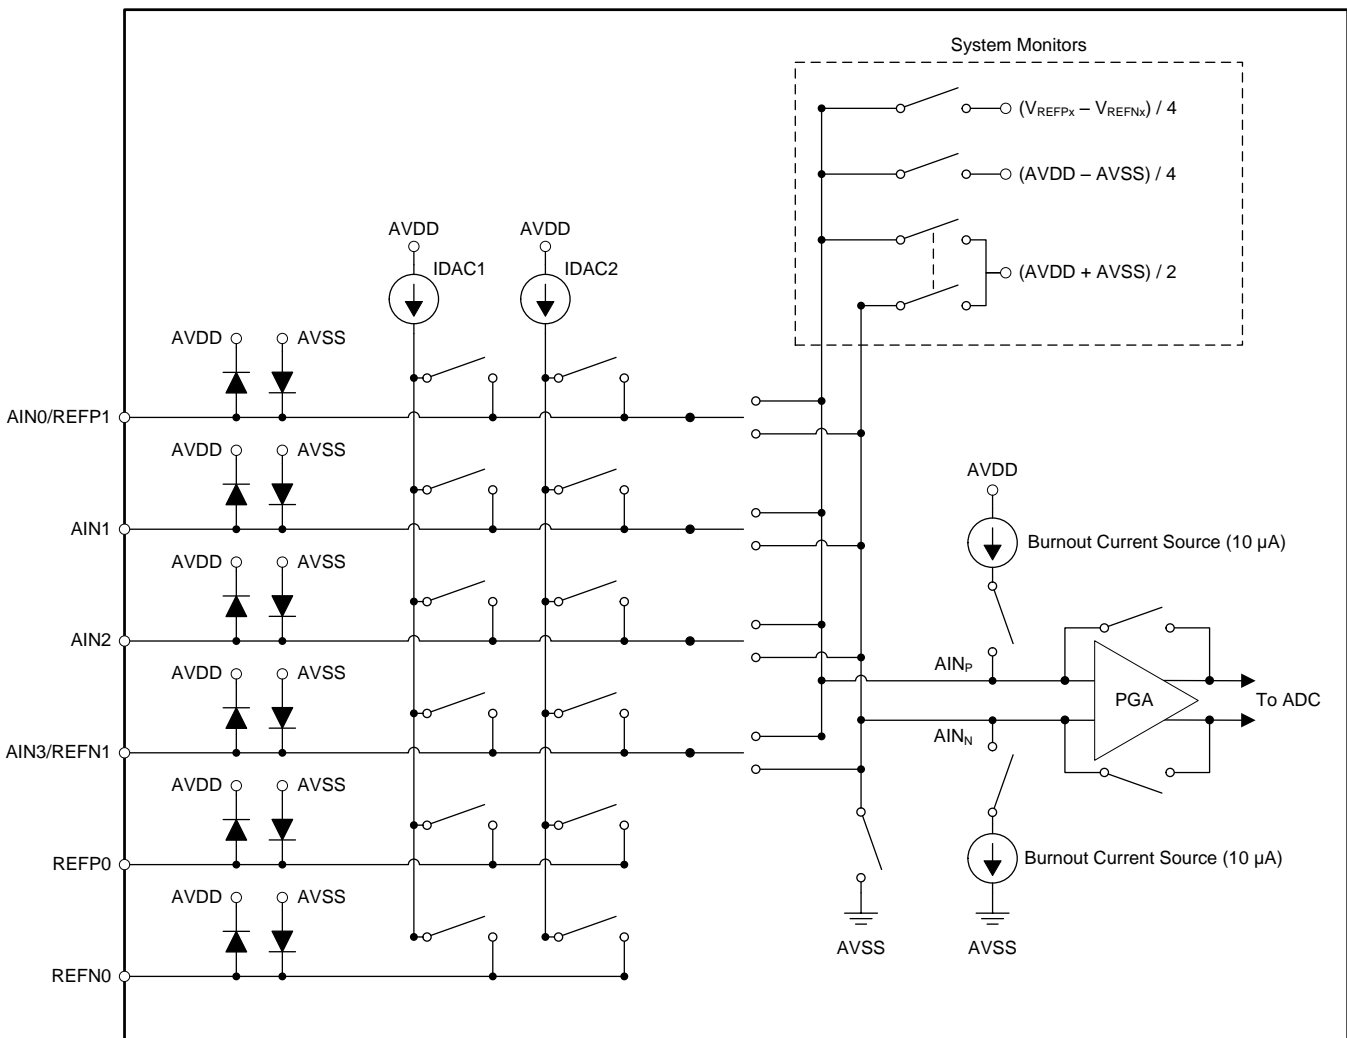 System Monitors
(VREFPx – VREFNx) / 4
(AVDD – AVSS) / 4
AVDD AVDD
IDAC1 IDAC2
(AVDD + AVSS) / 2
AVDD AVSS
AIN0/REFP1
AVDD AVSS
AVDD
AIN1
Burnout Current Source (10 µA)
AVDD AVSS
AIN2
AINP
AVDD AVSS
PGA
To ADC
AINN
AIN3/REFN1
AVDD AVSS
REFP0
Burnout Current Source (10 µA)
AVDD AVSS
AVSS AVSS
REFN0